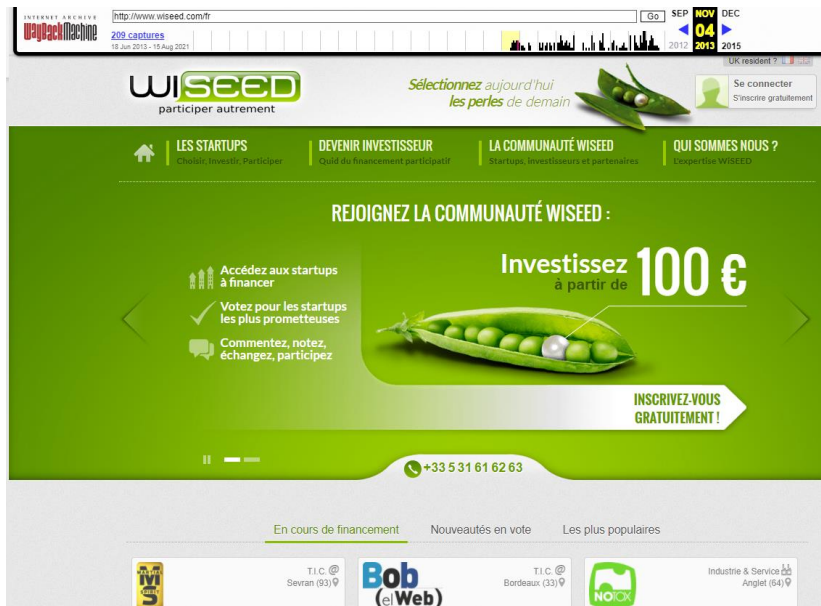 INTERNET ARCHIVE
WayBackMachine
http://www.wiseed.com/fr
Go
SEP NOV DEC
209 captures
04
18 Jun 2013 - 15 Aug 2021
2012 2013 2015
UK resident ?
WISEED
participer autrement
Sélectionnez aujourd'hui
les perles de demain
Se connecter
S'inscrire gratuitement
LES STARTUPS
Choisir, Investir, Participer
DEVENIR INVESTISSEUR
Quid du financement participatif
LA COMMUNAUTÉ WISEED
Startups, investisseurs et partenaires
QUI SOMMES NOUS ?
L'expertise WiSEED
REJOIGNEZ LA COMMUNAUTÉ WISEED :
Accédez aux startups
à financer
Votez pour les startups
les plus prometteuses
Commentez, notez,
échangez, participez
Investissez
à partir de
100 €
INSCRIVEZ-VOUS
GRATUITEMENT !
+33 5 31 61 62 63
En cours de financement
Nouveautés en vote
Les plus populaires
T.I.C. @
Sevran (93)
Bob
(el Web)
T.I.C. @
Bordeaux (33)
NOTOX
Industrie & Service
Anglet (64)